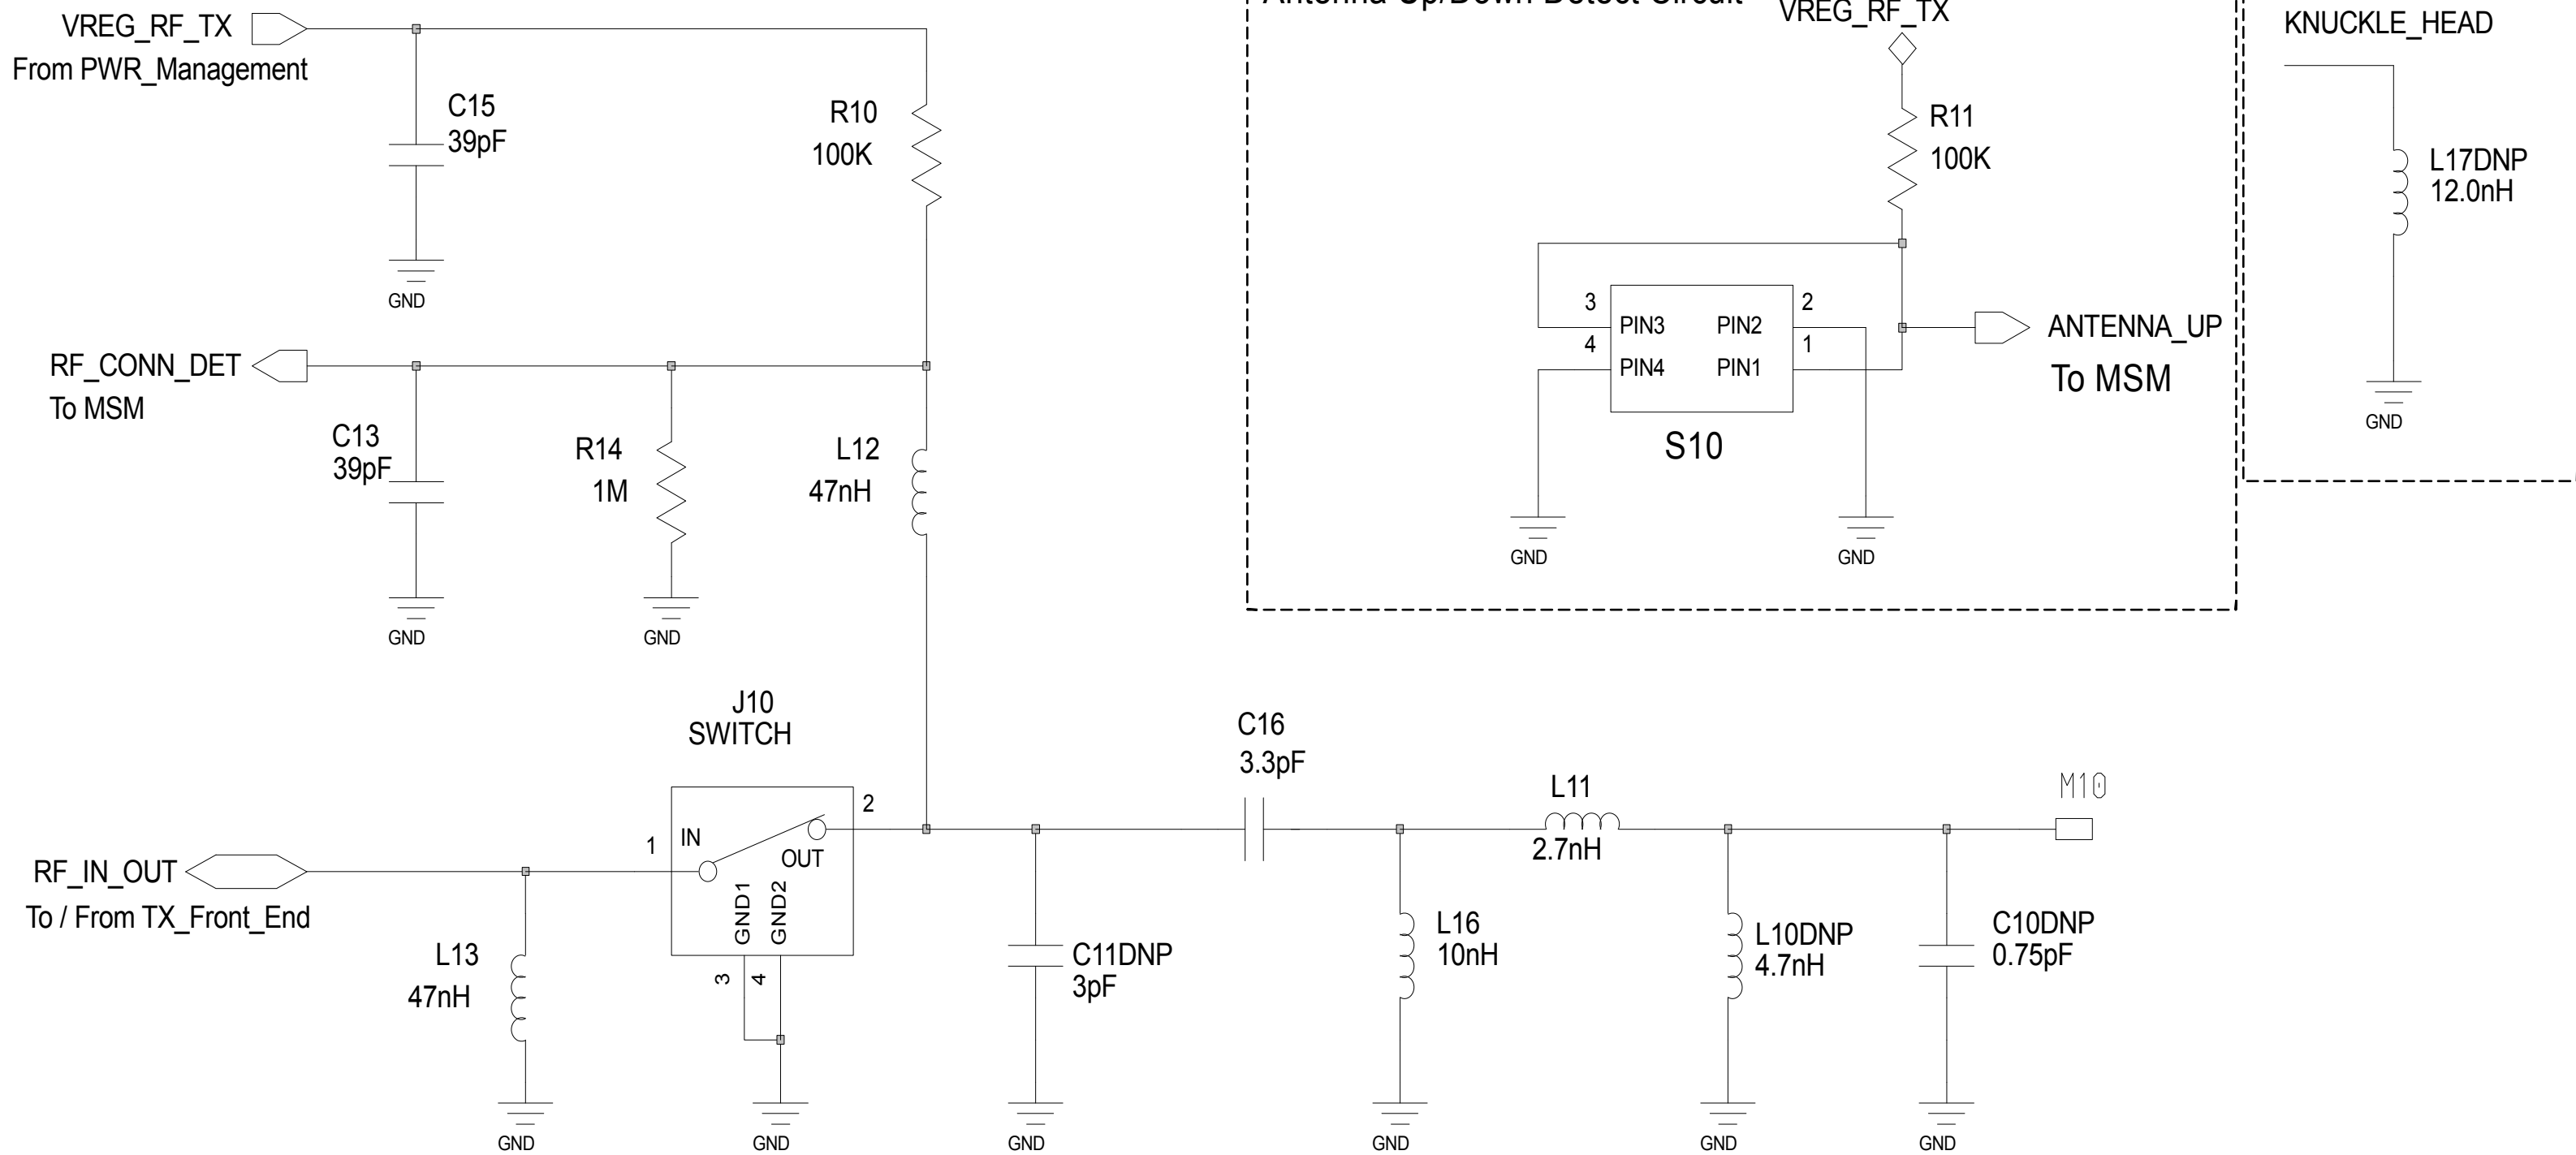 Antenna Up/Down Detect Circuit
VREG_RF_TX
From PWR_Management
C15
39pF
GND
R10
100K
RF_CONN_DET
To MSM
C13
39pF
GND
R14
1M
GND
L12
47nH
VREG_RF_TX
R11
100K
3
4
PIN3
PIN4
PIN2
PIN1
2
1
S10
GND
GND
ANTENNA_UP
To MSM
KNUCKLE_HEAD
L17DNP
12.0nH
GND
J10
SWITCH
1
IN
OUT
2
GND1
GND2
3
4
GND
RF_IN_OUT
To / From TX_Front_End
L13
47nH
GND
C11DNP
3pF
GND
C16
3.3pF
L16
10nH
GND
L11
2.7nH
L10DNP
4.7nH
GND
C10DNP
0.75pF
GND
M10